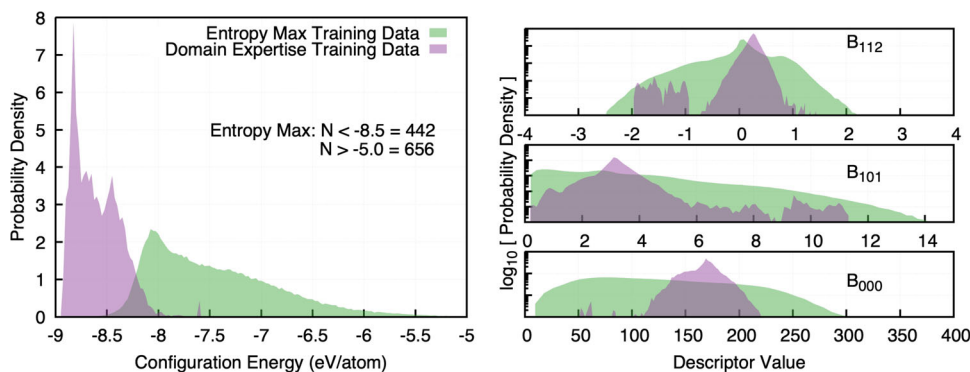 8
7
6
5
4
3
2
1
0
Probability Density
Entropy Max Training Data
Domain Expertise Training Data
Entropy Max: N < -8.5 = 442
N > -5.0 = 656
-9 -8.5 -8 -7.5 -7 -6.5 -6 -5.5 -5
Configuration Energy (eV/atom)
log10 [ Probability Density ]
B112
-4 -3 -2 -1 0 1 2 3 4
B101
0 2 4 6 8 10 12 14
B000
0 50 100 150 200 250 300 350 400
Descriptor Value